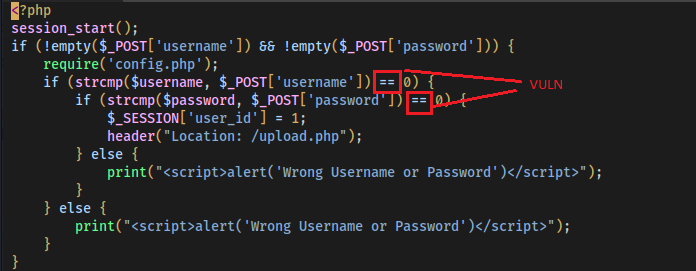 <?php
session_start();
if (!empty($_POST['username']) && !empty($_POST['password'])) {
    require('config.php');
    if (strcmp($username, $_POST['username']) == 0) {
        if (strcmp($password, $_POST['password']) == 0) {
            $_SESSION['user_id'] = 1;
            header("Location: /upload.php");
        } else {
            print("<script>alert('Wrong Username or Password')</script>");
        }
    } else {
        print("<script>alert('Wrong Username or Password')</script>");
    }
}
VULN